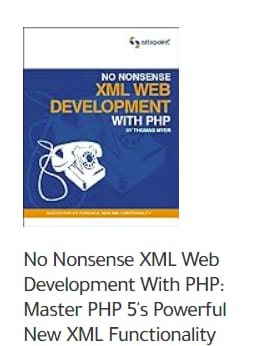 sitepoint
NO NONSENSE
XML WEB
DEVELOPMENT
WITH PHP
BY THOMAS MYER
MASTER PHP 5'S POWERFUL NEW XML FUNCTIONALITY
No Nonsense XML Web
Development With PHP:
Master PHP 5's Powerful
New XML Functionality